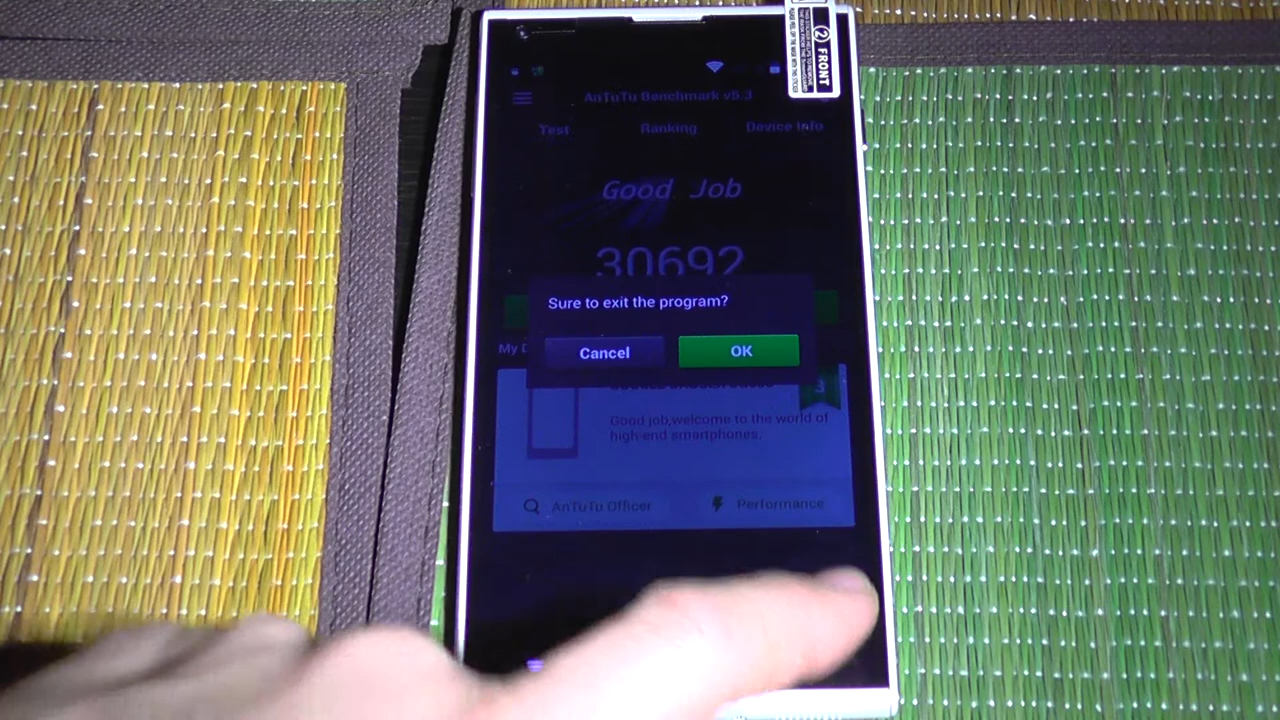 ② FRONT
AnTuTu Benchmark v5.3
Test Ranking Device Info
Good Job
30692
Sure to exit the program?
Cancel OK
My
Good job,welcome to the world of
high-end smartphones.
AnTuTu Officer Performance